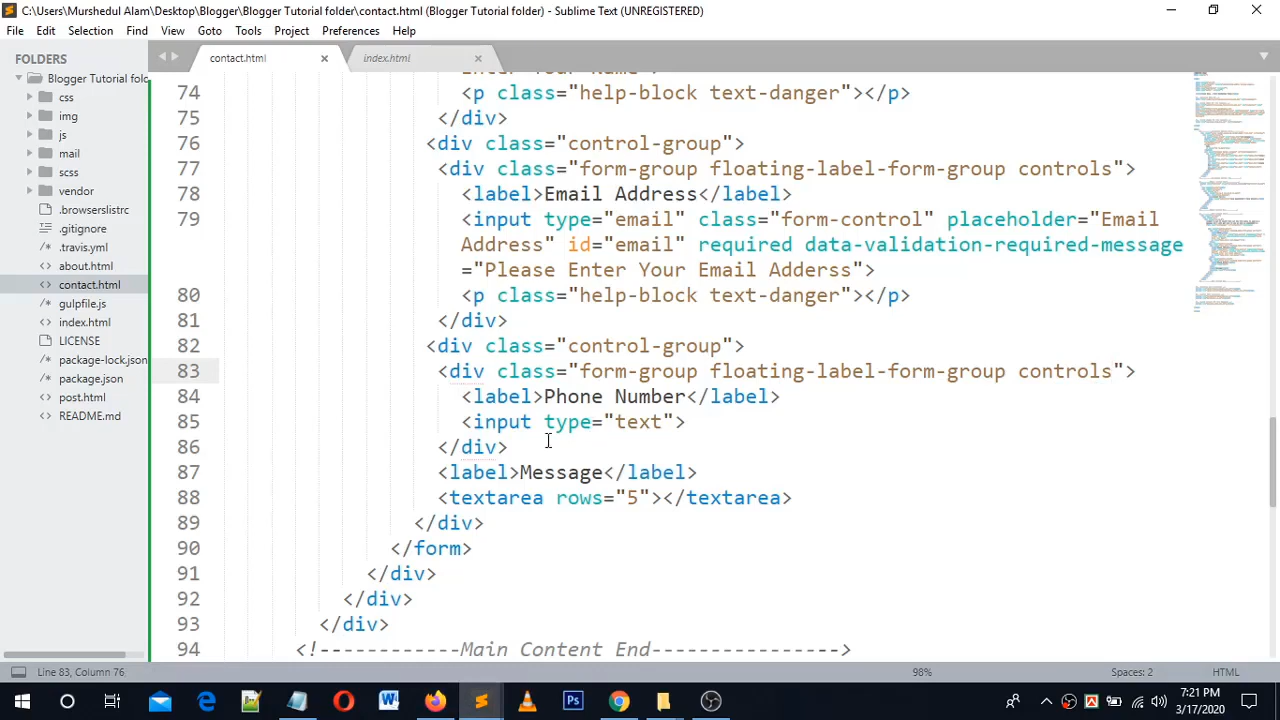 C:\Users\Murshedul Alam\Desktop\Blogger\Blogger Tutorial folder\contact.html (Blogger Tutorial folder) - Sublime Text (UNREGISTERED)
File Edit Selection Find View Goto Tools Project Preferences Help
FOLDERS
Blogger Tutorial fold
css
img
js
mail
scss
vendor
.browserslistrc
.gitignore
.travis.yml
about.html
contact.html
gulpfile.js
index.html
LICENSE
package-lock.json
package.json
post.html
README.md
contact.html index.html
74 <p class="help-block text-danger"></p>
75 </div>
76 <div class="control-group">
77 <div class="form-group floating-label-form-group controls">
78 <label>Email Address</label>
79 <input type="email" class="form-control" placeholder="Email
Addrass" id="email" required data-validation-required-message
="Please Enter Your Email Adderss">
80 <p class="help-block text-danger"></p>
81 </div>
82 <div class="control-group">
83 <div class="form-group floating-label-form-group controls">
84 <label>Phone Number</label>
85 <input type="text">
86 </div>
87 <label>Message</label>
88 <textarea rows="5"></textarea>
89 </div>
90 </form>
91 </div>
92 </div>
93 </div>
94 <!------------Main Content End---------------->
Line 83, Column 76 98% Spaces: 2 HTML
7:21 PM
3/17/2020